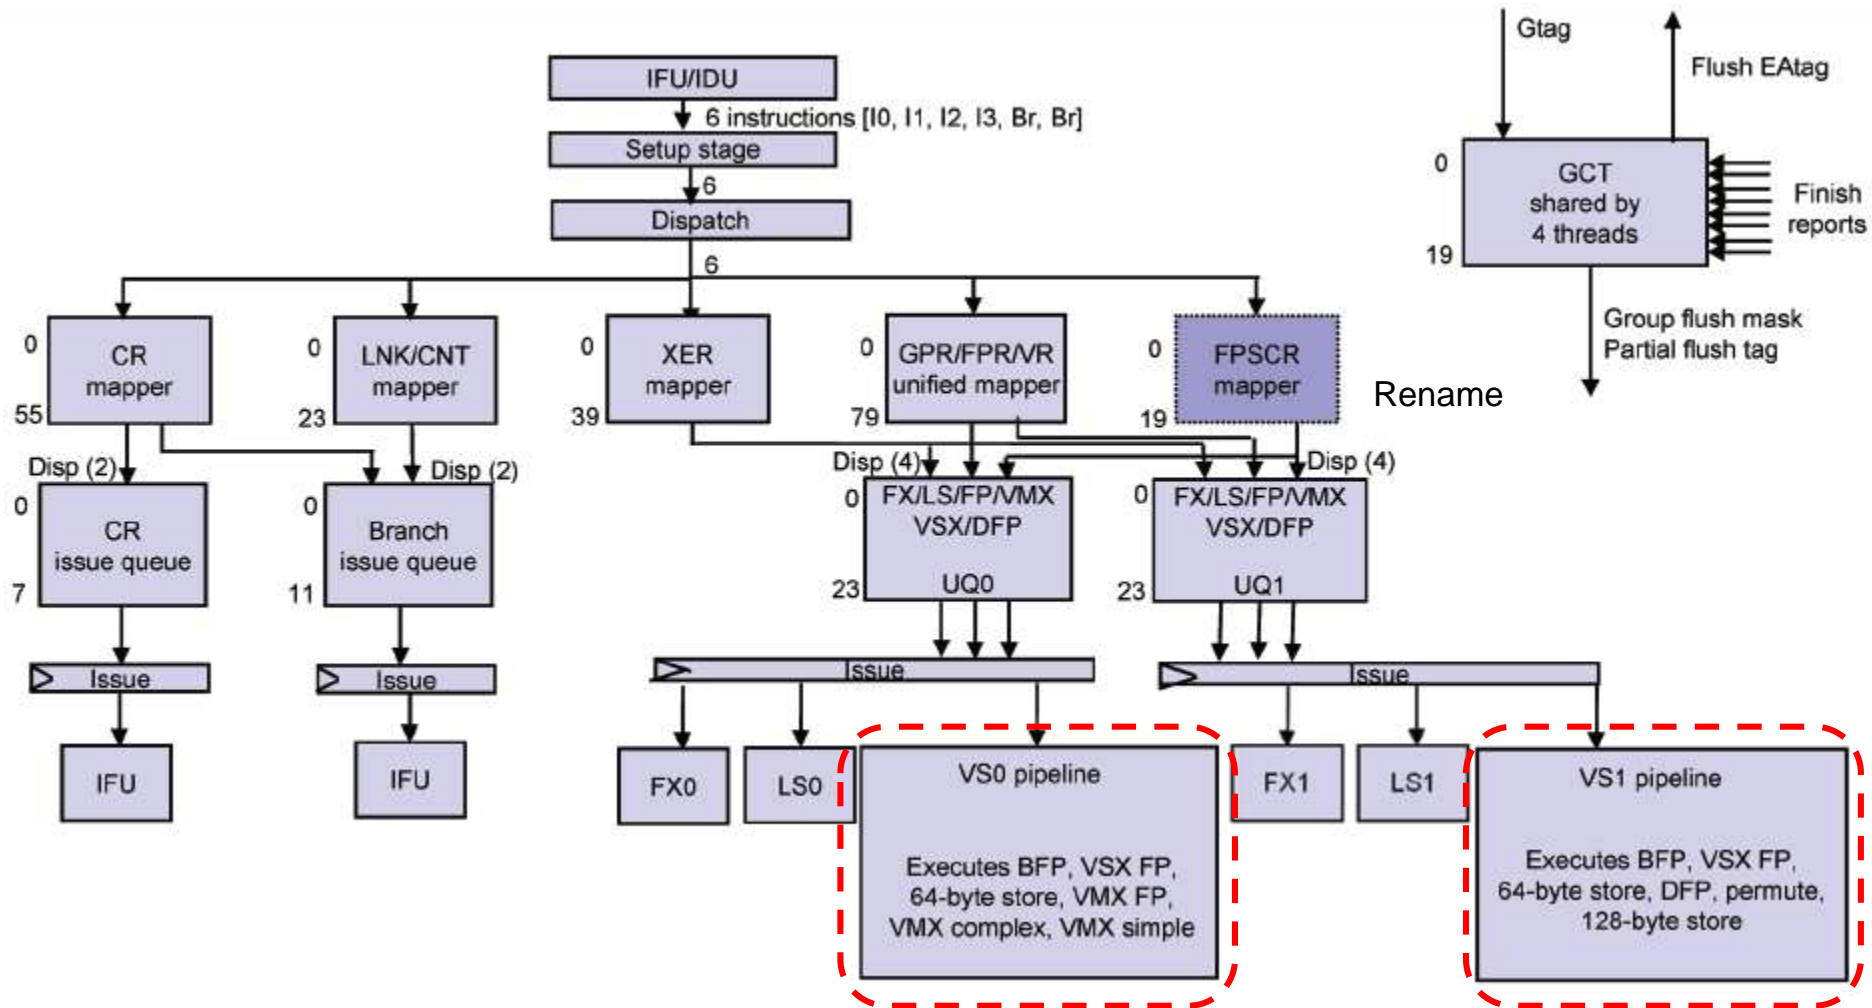 Gtag
Flush EAtag
IFU/IDU
6 instructions [I0, I1, I2, I3, Br, Br]
Setup stage
6
Dispatch
6
0
GCT
shared by
4 threads
19
Finish
reports
Group flush mask
Partial flush tag
0
CR
mapper
55
0
LNK/CNT
mapper
23
0
XER
mapper
39
0
GPR/FPR/VR
unified mapper
79
0
FPSCR
mapper
19
Rename
Disp (2)
Disp (2)
Disp (4)
Disp (4)
0
CR
issue queue
7
0
Branch
issue queue
11
0
FX/LS/FP/VMX
VSX/DFP
UQ0
23
0
FX/LS/FP/VMX
VSX/DFP
UQ1
23
Issue
Issue
Issue
Issue
IFU
IFU
FX0
LS0
VS0 pipeline
Executes BFP, VSX FP,
64-byte store, VMX FP,
VMX complex, VMX simple
FX1
LS1
VS1 pipeline
Executes BFP, VSX FP,
64-byte store, DFP, permute,
128-byte store